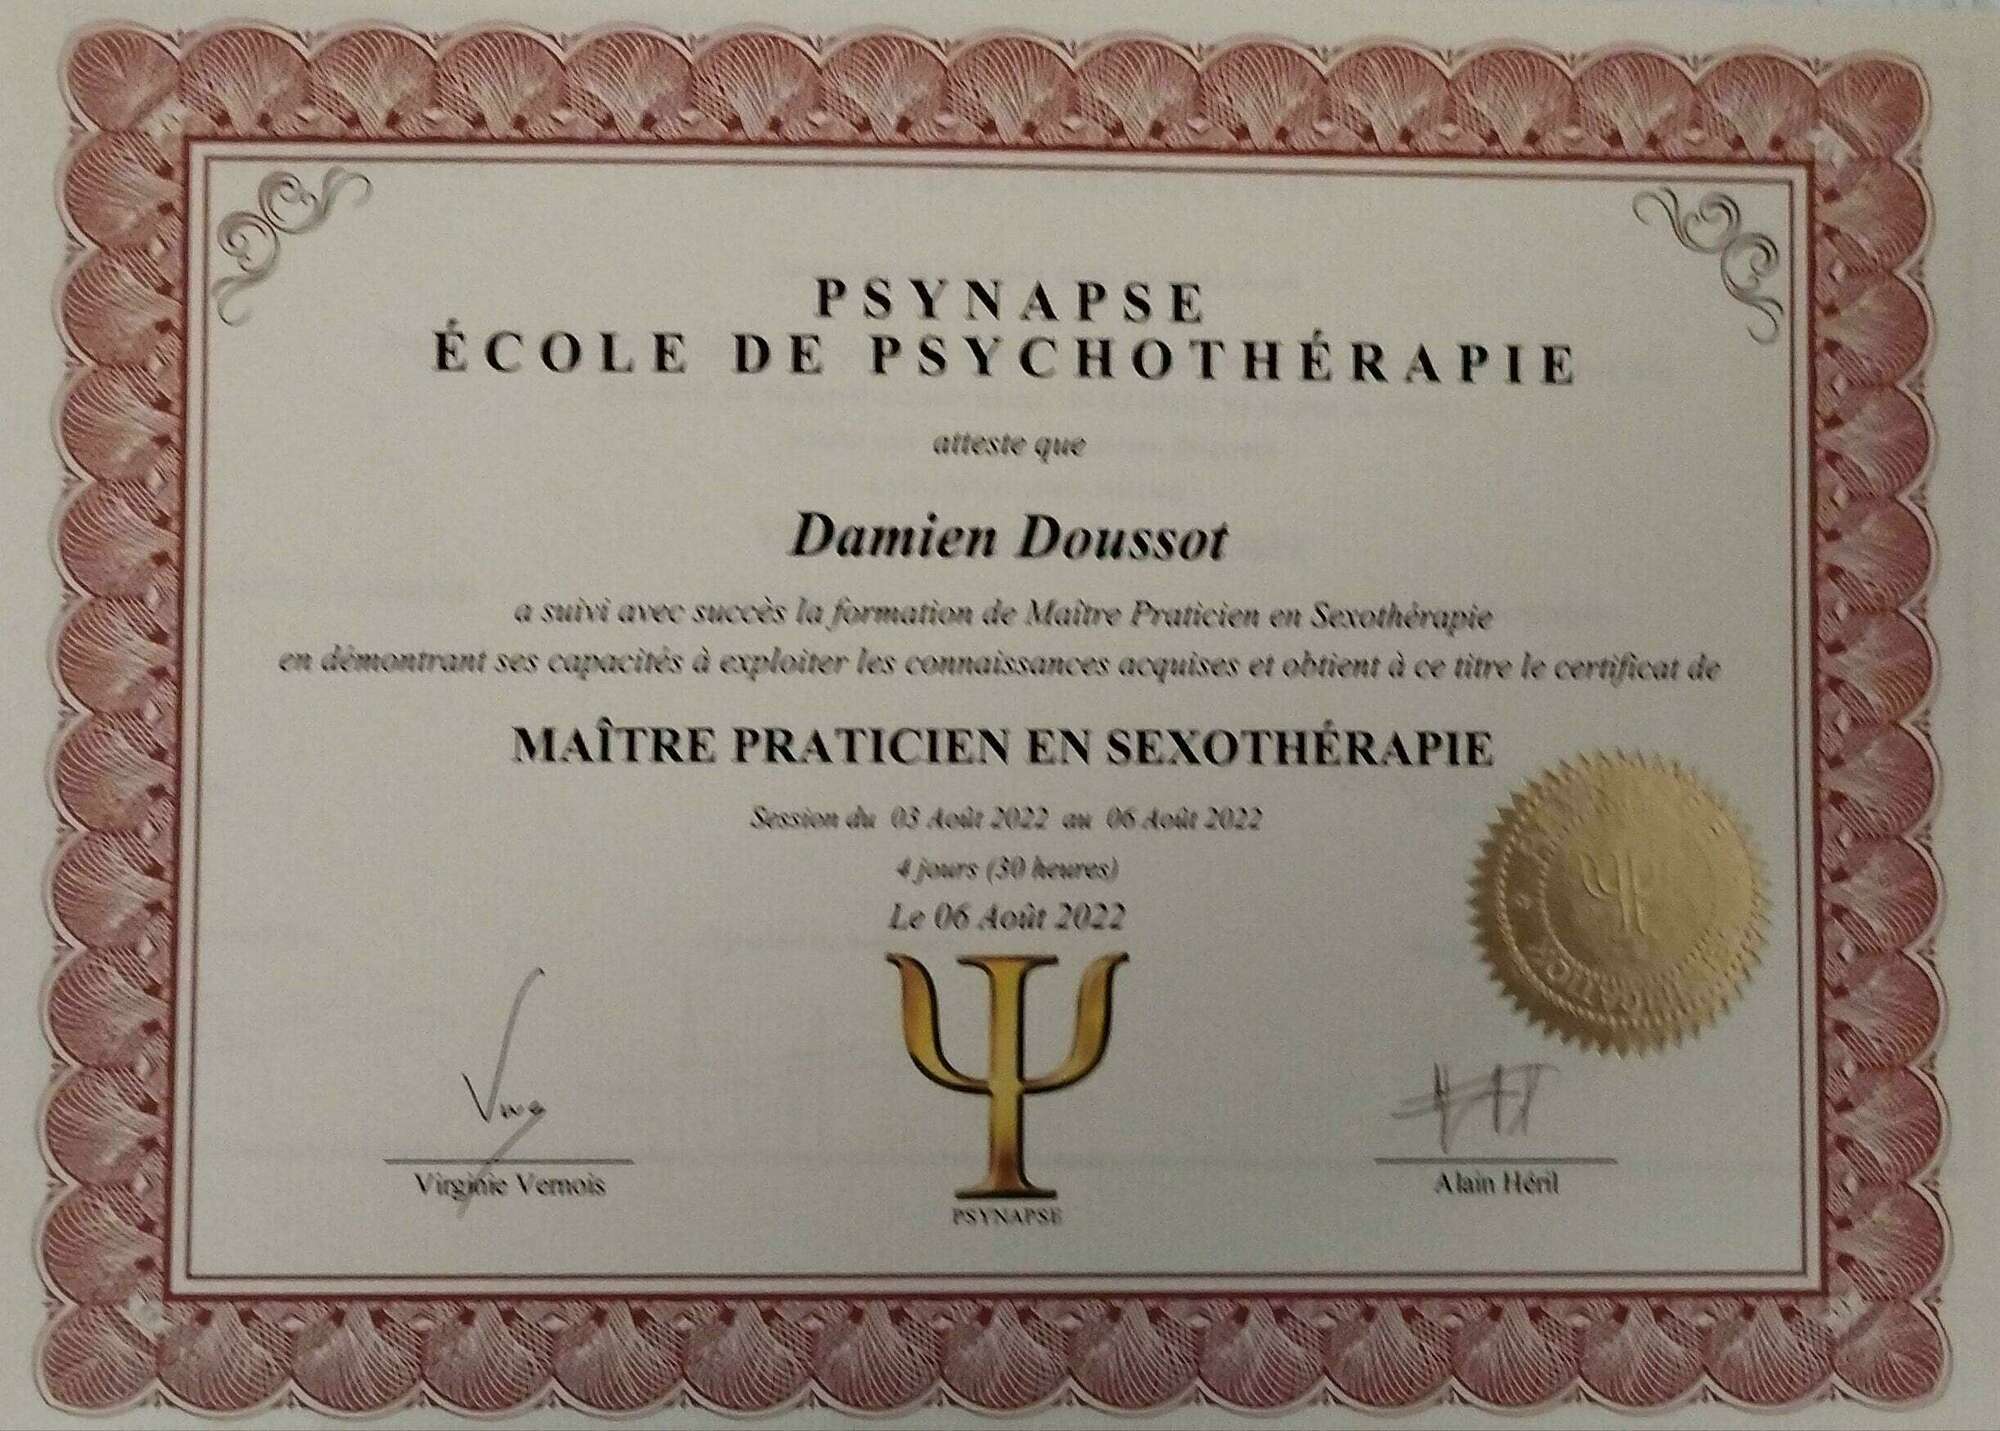 PSYNAPSE
ÉCOLE DE PSYCHOTHÉRAPIE
atteste que
Damien Doussot
a suivi avec succès la formation de Maître Praticien en Sexothérapie
en démontrant ses capacités à exploiter les connaissances acquises et obtient à ce titre le certificat de
MAÎTRE PRATICIEN EN SEXOTHÉRAPIE
Session du 03 Août 2022 au 06 Août 2022
4 jours (30 heures)
Le 06 Août 2022
Virginie Vernois
Alain Héril
PSYNAPSE